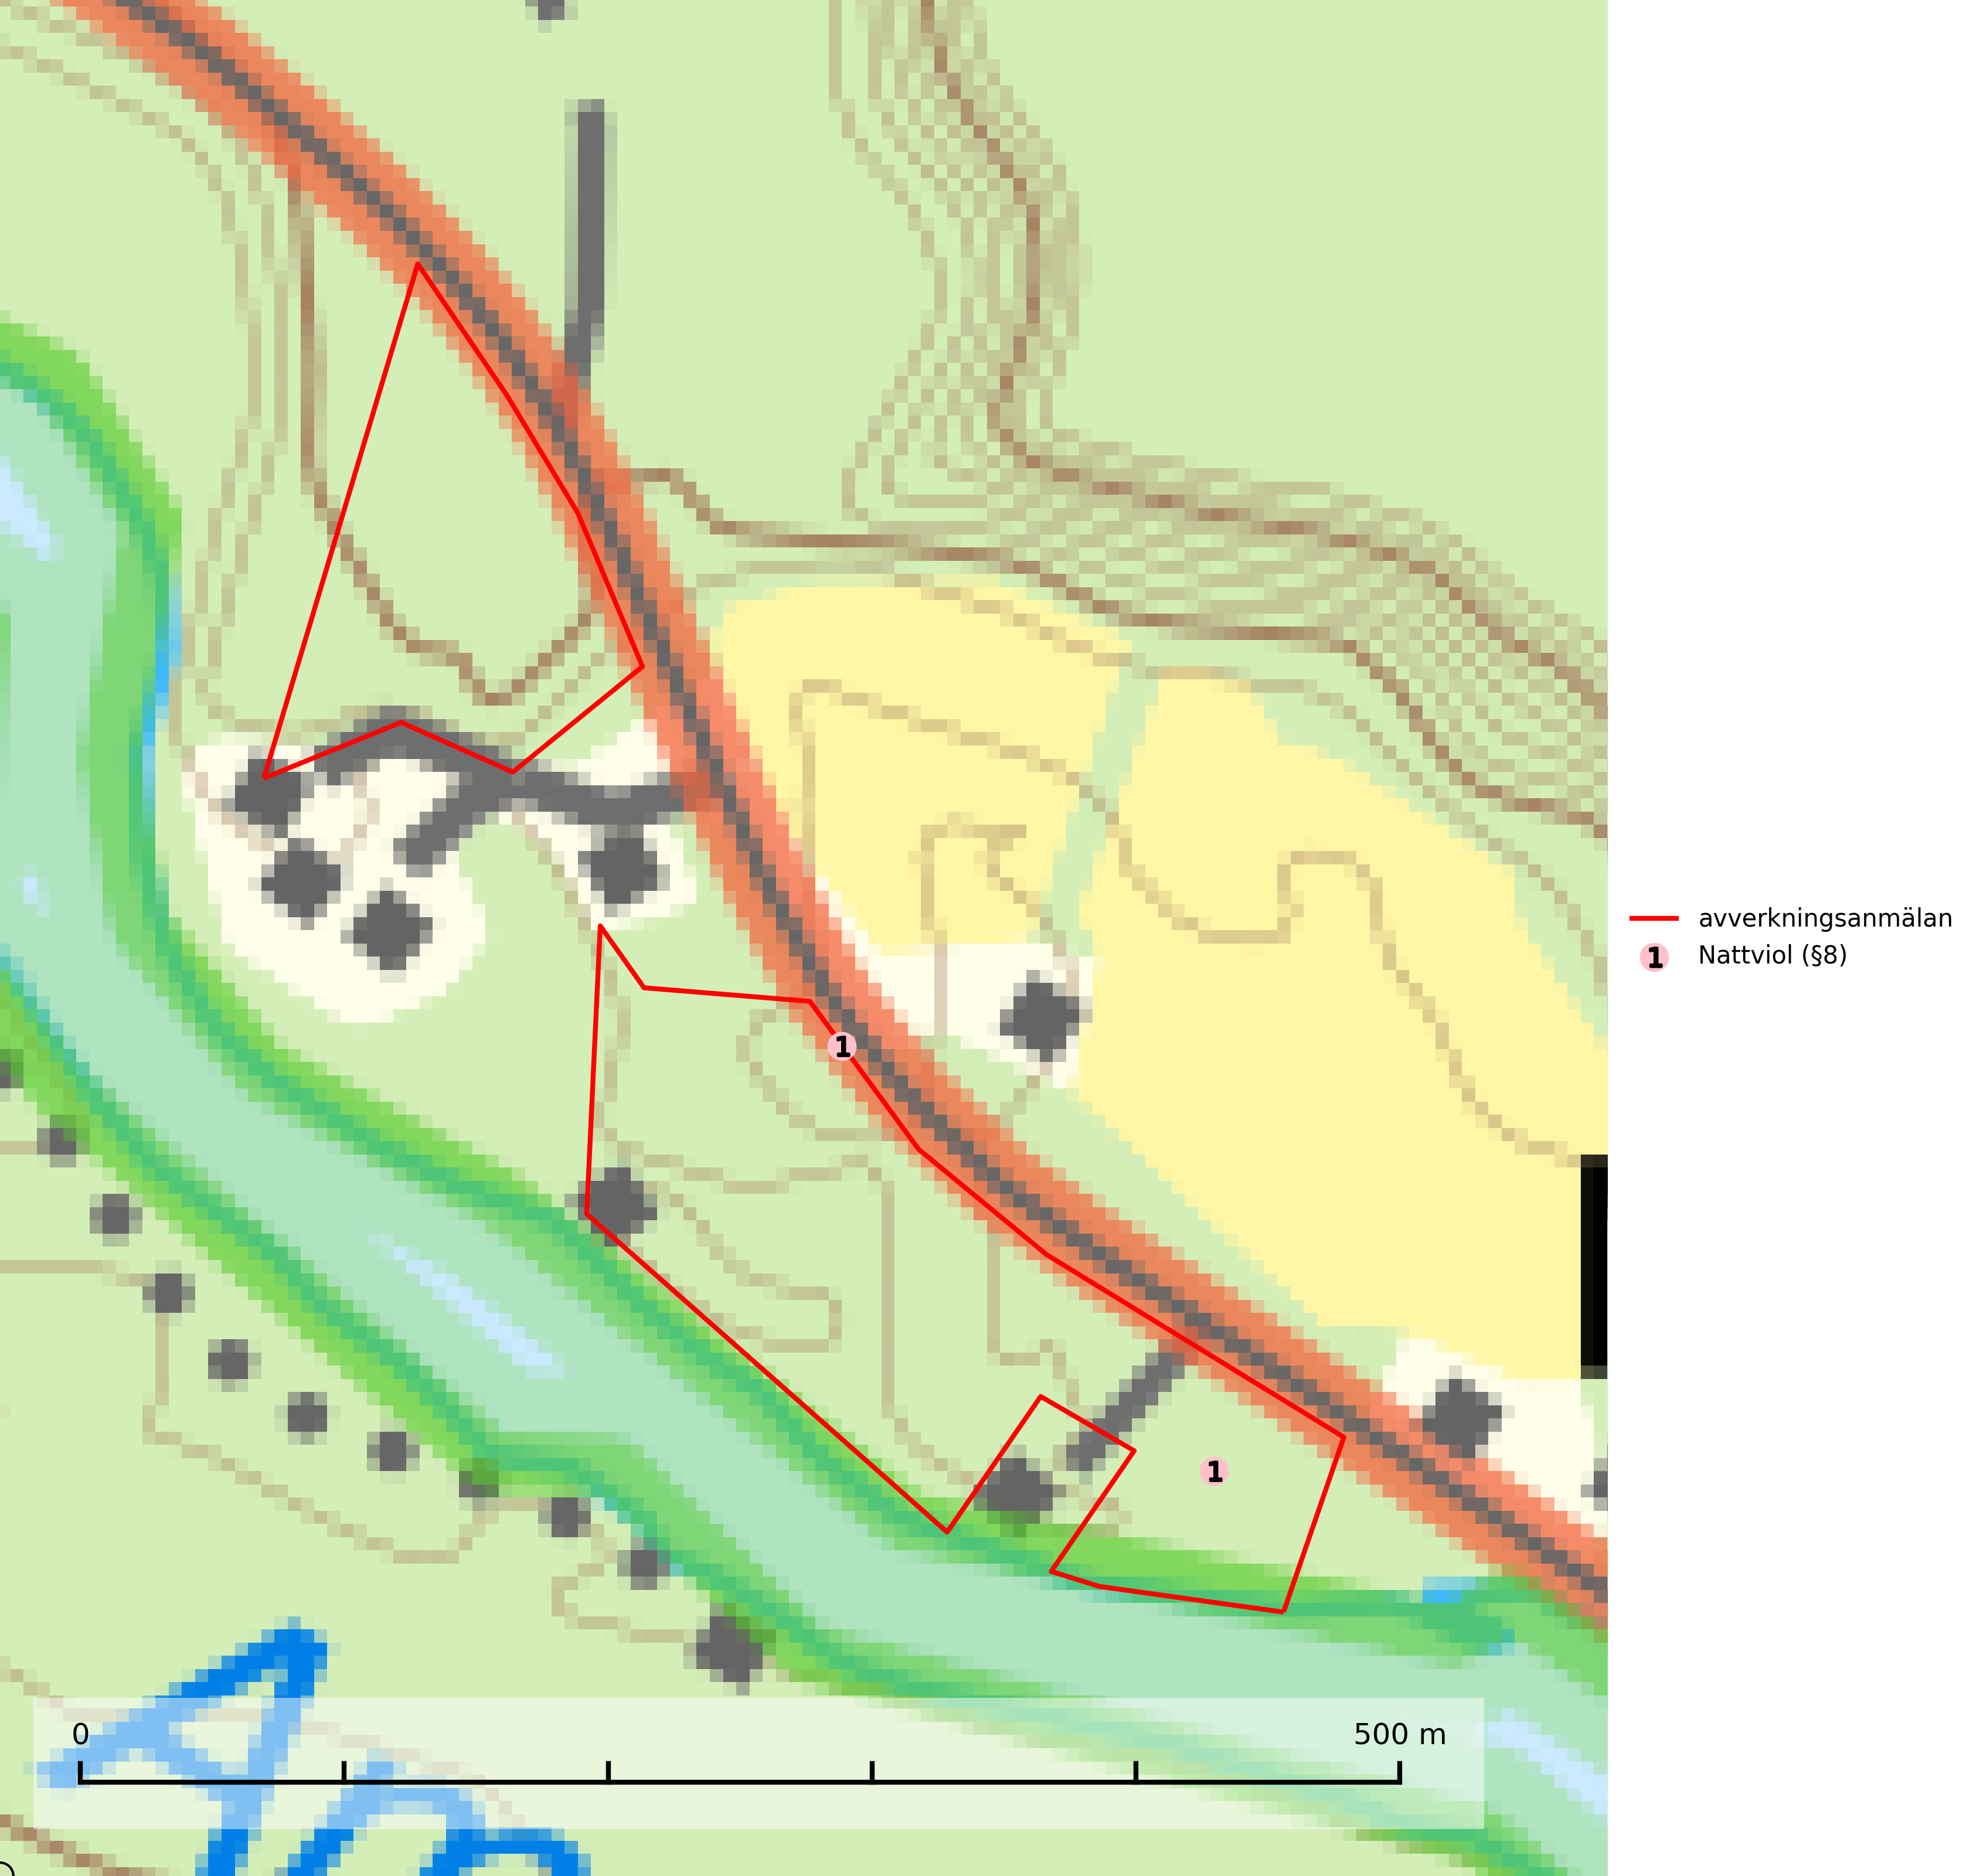 avverkningsanmälan
1 Nattviol (§8)
1
1
0 500 m